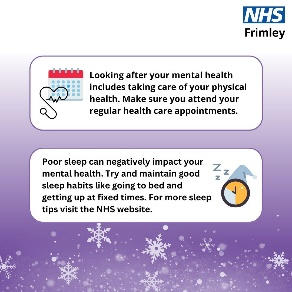 NHS
Frimley
Looking after your mental health
includes taking care of your physical
health. Make sure you attend your
regular health care appointments.
Poor sleep can negatively impact your
mental health. Try and maintain good
sleep habits like going to bed and
getting up at fixed times. For more sleep
tips visit the NHS website.
z z z